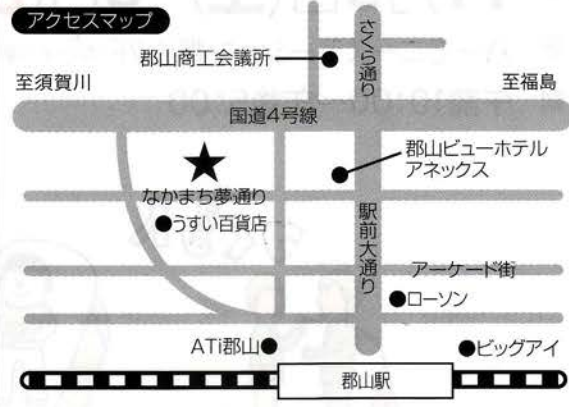 アクセスマップ
郡山商工会議所
さくら通り
至須賀川
至福島
国道4号線
郡山ビューホテル
アネックス
なかまち夢通り
うすい百貨店
駅前大通り
アーケード街
ローソン
ATi郡山
ビッグアイ
郡山駅